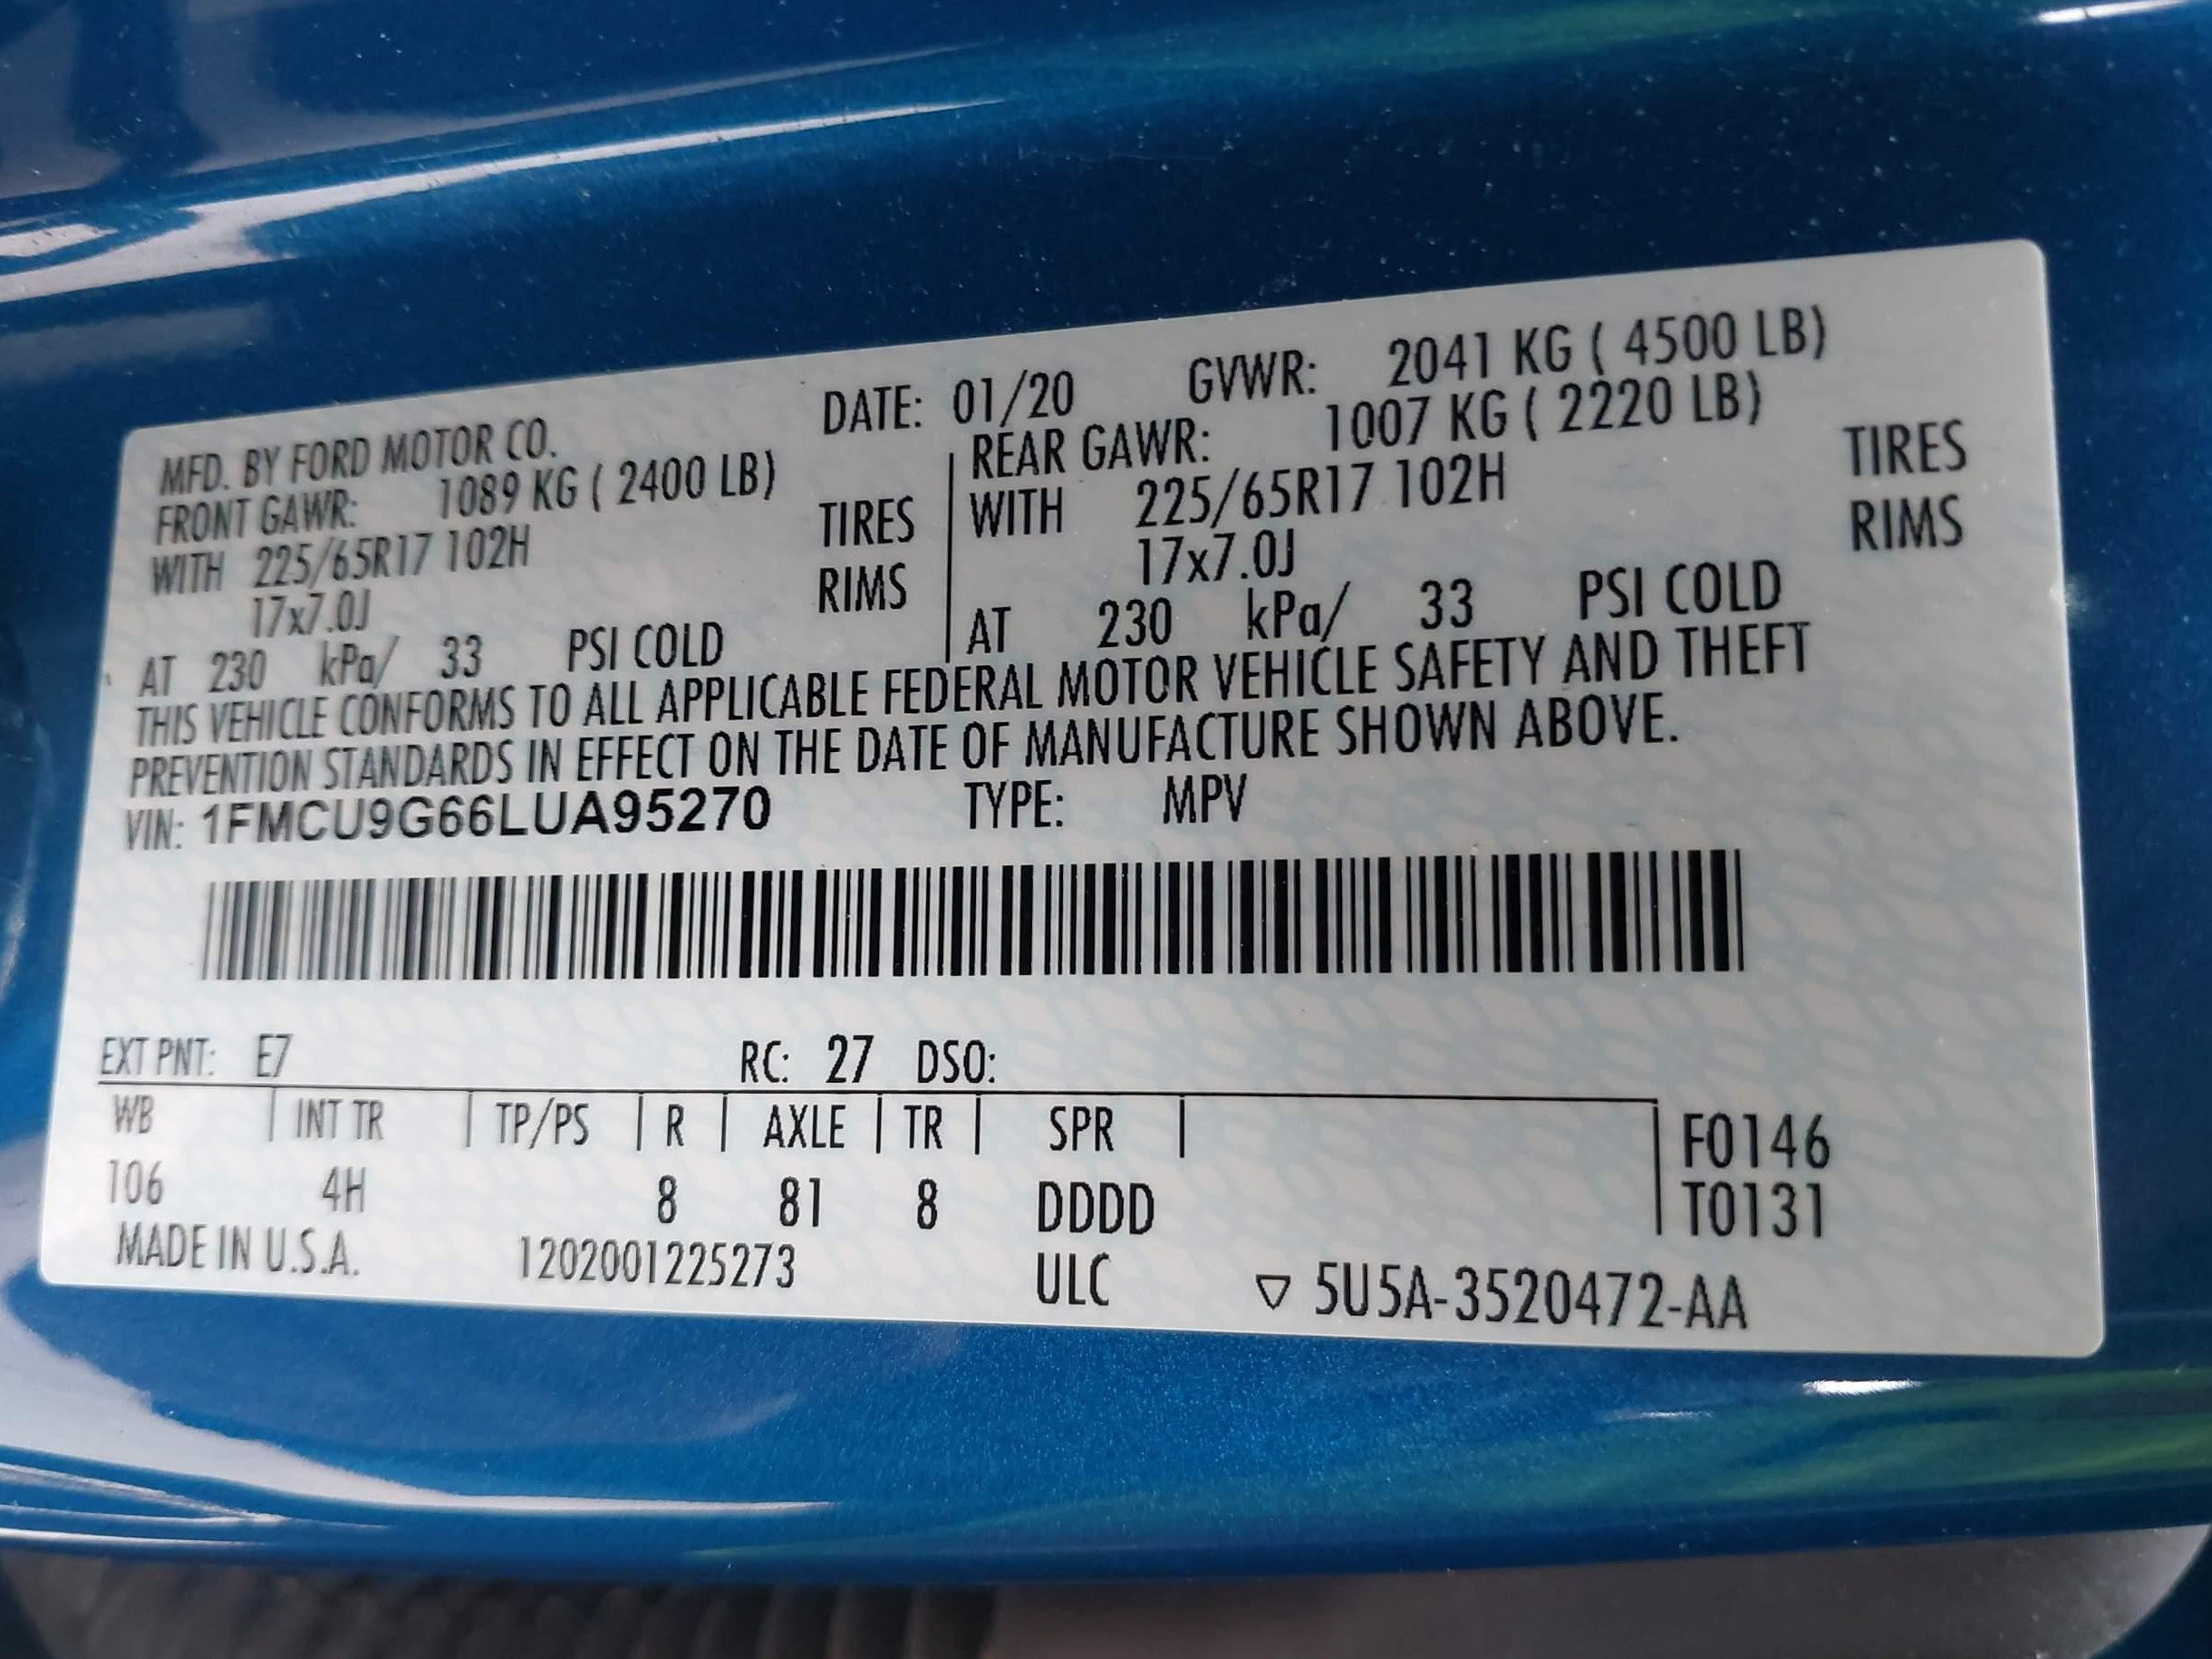 MFD. BY FORD MOTOR CO. DATE: 01/20 GVWR: 2041 KG ( 4500 LB)
FRONT GAWR: 1089 KG ( 2400 LB) REAR GAWR: 1007 KG ( 2220 LB)
WITH 225/65R17 102H TIRES WITH 225/65R17 102H TIRES
17x7.0J RIMS 17x7.0J RIMS
AT 230 kPa/ 33 PSI COLD AT 230 kPa/ 33 PSI COLD
THIS VEHICLE CONFORMS TO ALL APPLICABLE FEDERAL MOTOR VEHICLE SAFETY AND THEFT
PREVENTION STANDARDS IN EFFECT ON THE DATE OF MANUFACTURE SHOWN ABOVE.
VIN: 1FMCU9G66LUA95270 TYPE: MPV
EXT PNT: E7 RC: 27 DSO:
WB | INT TR | TP/PS | R | AXLE | TR | SPR | F0146
106 4H 8 81 8 DDDD T0131
MADE IN U.S.A. 1202001225273 ULC ▽ 5U5A-3520472-AA